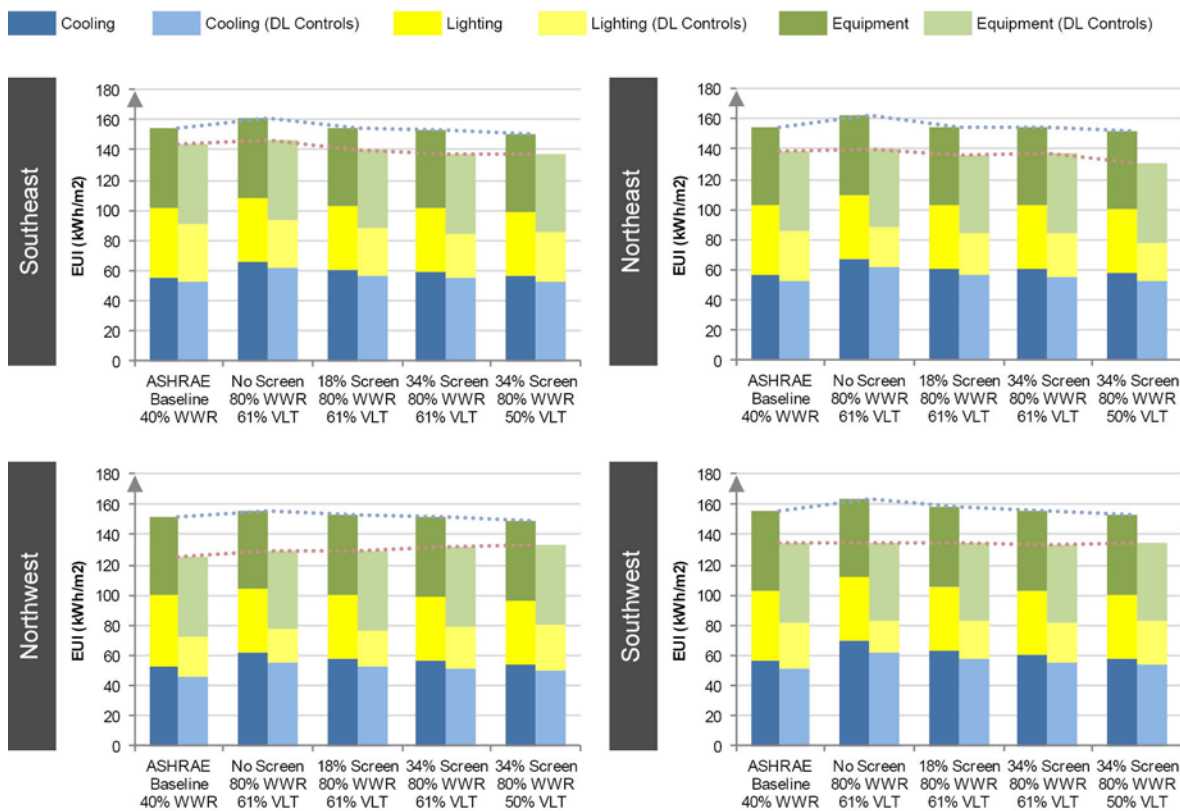 Cooling
Cooling (DL Controls)
Lighting
Lighting (DL Controls)
Equipment
Equipment (DL Controls)
Southeast
EUI (kWh/m2)
180
160
140
120
100
80
60
40
20
0
ASHRAE
Baseline
40% WWR
No Screen
80% WWR
61% VLT
18% Screen
80% WWR
61% VLT
34% Screen
80% WWR
61% VLT
34% Screen
80% WWR
50% VLT
Northeast
EUI (kWh/m2)
180
160
140
120
100
80
60
40
20
0
ASHRAE
Baseline
40% WWR
No Screen
80% WWR
61% VLT
18% Screen
80% WWR
61% VLT
34% Screen
80% WWR
61% VLT
34% Screen
80% WWR
50% VLT
Northwest
EUI (kWh/m2)
180
160
140
120
100
80
60
40
20
0
ASHRAE
Baseline
40% WWR
No Screen
80% WWR
61% VLT
18% Screen
80% WWR
61% VLT
34% Screen
80% WWR
61% VLT
34% Screen
80% WWR
50% VLT
Southwest
EUI (kWh/m2)
180
160
140
120
100
80
60
40
20
0
ASHRAE
Baseline
40% WWR
No Screen
80% WWR
61% VLT
18% Screen
80% WWR
61% VLT
34% Screen
80% WWR
61% VLT
34% Screen
80% WWR
50% VLT